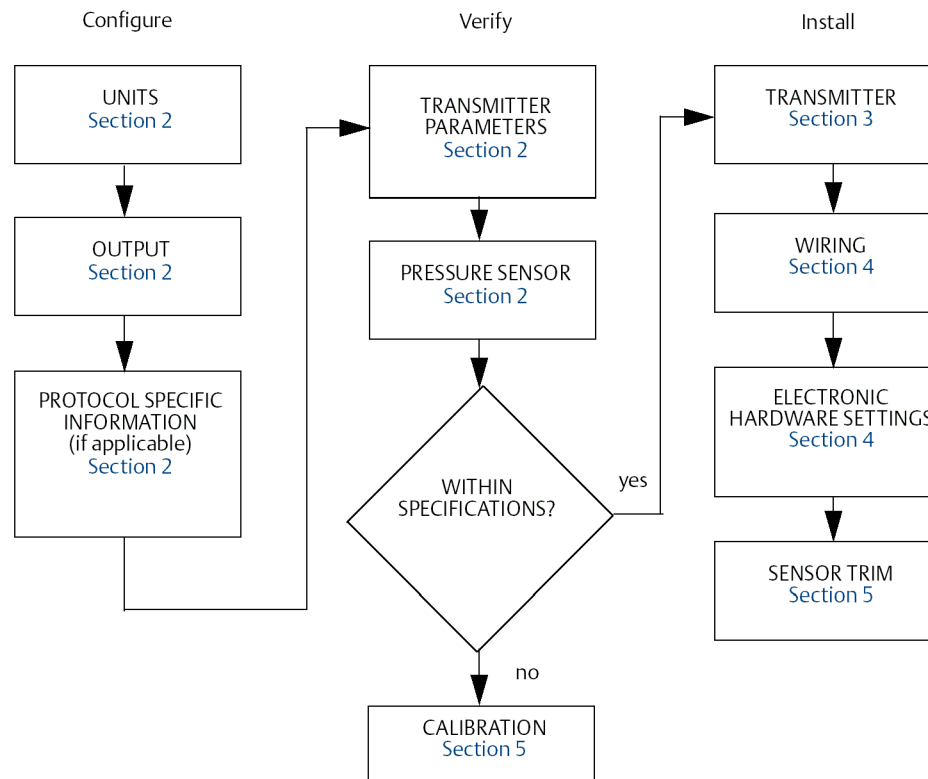 Configure
UNITS
Section 2
OUTPUT
Section 2
PROTOCOL SPECIFIC
INFORMATION
(if applicable)
Section 2
Verify
TRANSMITTER
PARAMETERS
Section 2
PRESSURE SENSOR
Section 2
WITHIN
SPECIFICATIONS?
yes
no
CALIBRATION
Section 5
Install
TRANSMITTER
Section 3
WIRING
Section 4
ELECTRONIC
HARDWARE SETTINGS
Section 4
SENSOR TRIM
Section 5